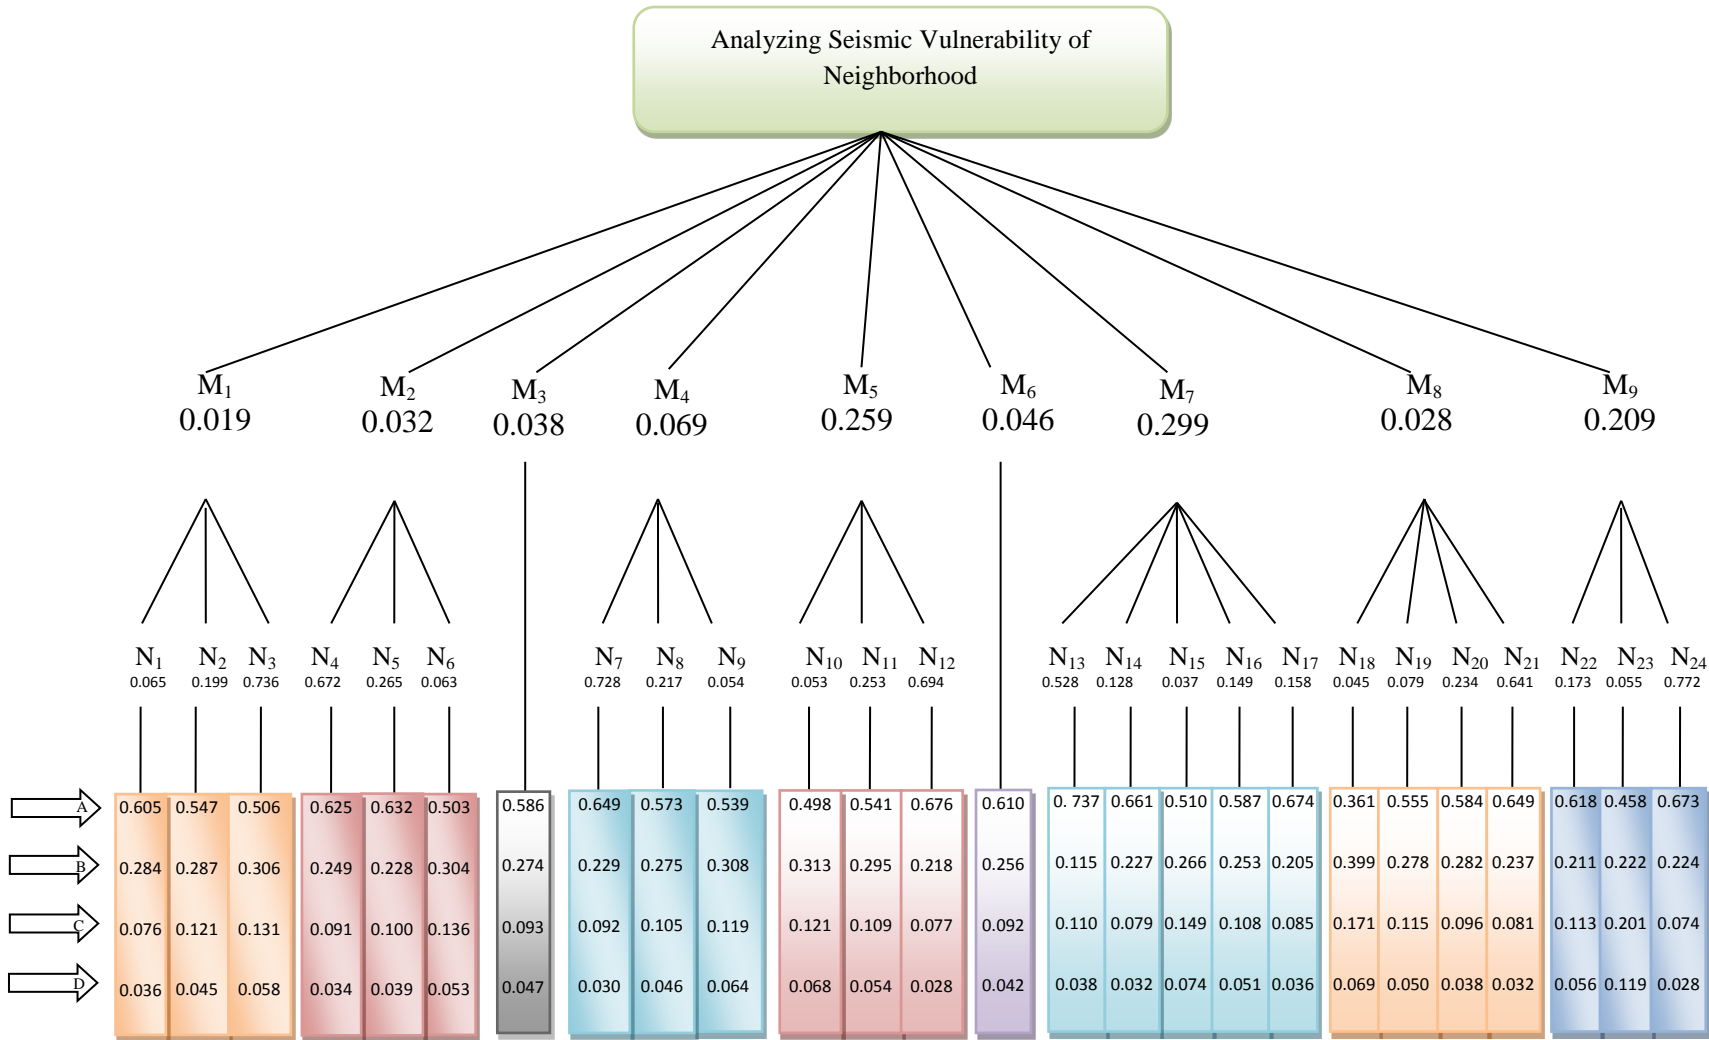 Analyzing Seismic Vulnerability of
Neighborhood
M1 M2 M3 M4 M5 M6 M7 M8 M9
0.019 0.032 0.038 0.069 0.259 0.046 0.299 0.028 0.209
N1 N2 N3 N4 N5 N6 N7 N8 N9 N10 N11 N12 N13 N14 N15 N16 N17 N18 N19 N20 N21 N22 N23 N24
0.065 0.199 0.736 0.672 0.265 0.063 0.728 0.217 0.054 0.053 0.253 0.694 0.528 0.128 0.037 0.149 0.158 0.045 0.079 0.234 0.641 0.173 0.055 0.772
A 0.605 0.547 0.506 0.625 0.632 0.503 0.586 0.649 0.573 0.539 0.498 0.541 0.676 0.610 0. 737 0.661 0.510 0.587 0.674 0.361 0.555 0.584 0.649 0.618 0.458 0.673
B 0.284 0.287 0.306 0.249 0.228 0.304 0.274 0.229 0.275 0.308 0.313 0.295 0.218 0.256 0.115 0.227 0.266 0.253 0.205 0.399 0.278 0.282 0.237 0.211 0.222 0.224
C 0.076 0.121 0.131 0.091 0.100 0.136 0.093 0.092 0.105 0.119 0.121 0.109 0.077 0.092 0.110 0.079 0.149 0.108 0.085 0.171 0.115 0.096 0.081 0.113 0.201 0.074
D 0.036 0.045 0.058 0.034 0.039 0.053 0.047 0.030 0.046 0.064 0.068 0.054 0.028 0.042 0.038 0.032 0.074 0.051 0.036 0.069 0.050 0.038 0.032 0.056 0.119 0.028